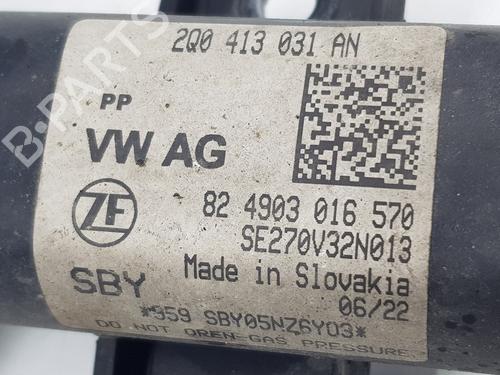 2Q0 413 031 AN
PP
VW AG
ZF
82 4903 016 570
SE270V32N013
SBY
Made in Slovakia
06/22
*959 SBY05NZ6Y03*
DO NOT OPEN-GAS PRESSURE
B-PARTS